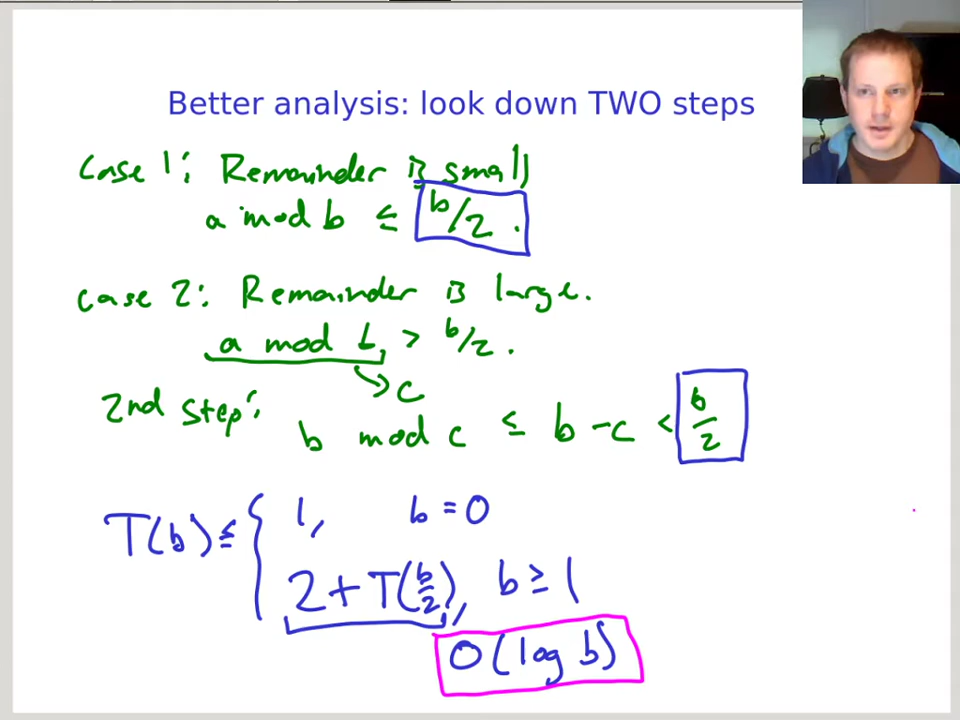 Better analysis: look down TWO steps
Case 1: Remainder is small
a mod b ≤ b/2 .
Case 2: Remainder is large.
a mod b, > b/2 .
→ c
2nd step:
b mod c ≤ b - c < b/2
T(b) ≤ { 1, b = 0
2 + T(b/2), b ≥ 1
O(log b)